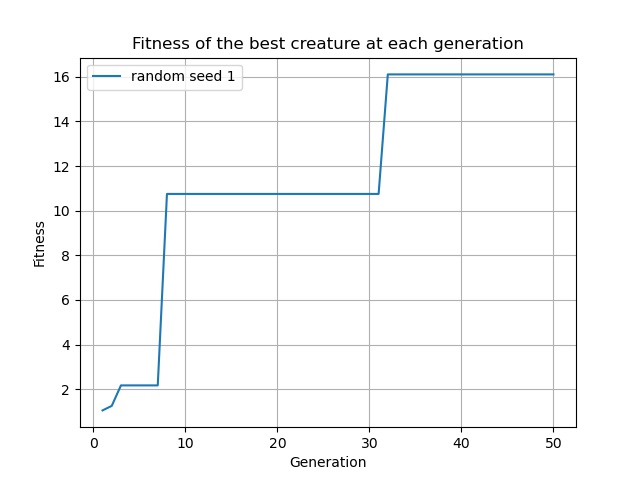 Fitness of the best creature at each generation
random seed 1
Fitness
16
14
12
10
8
6
4
2
0 10 20 30 40 50
Generation